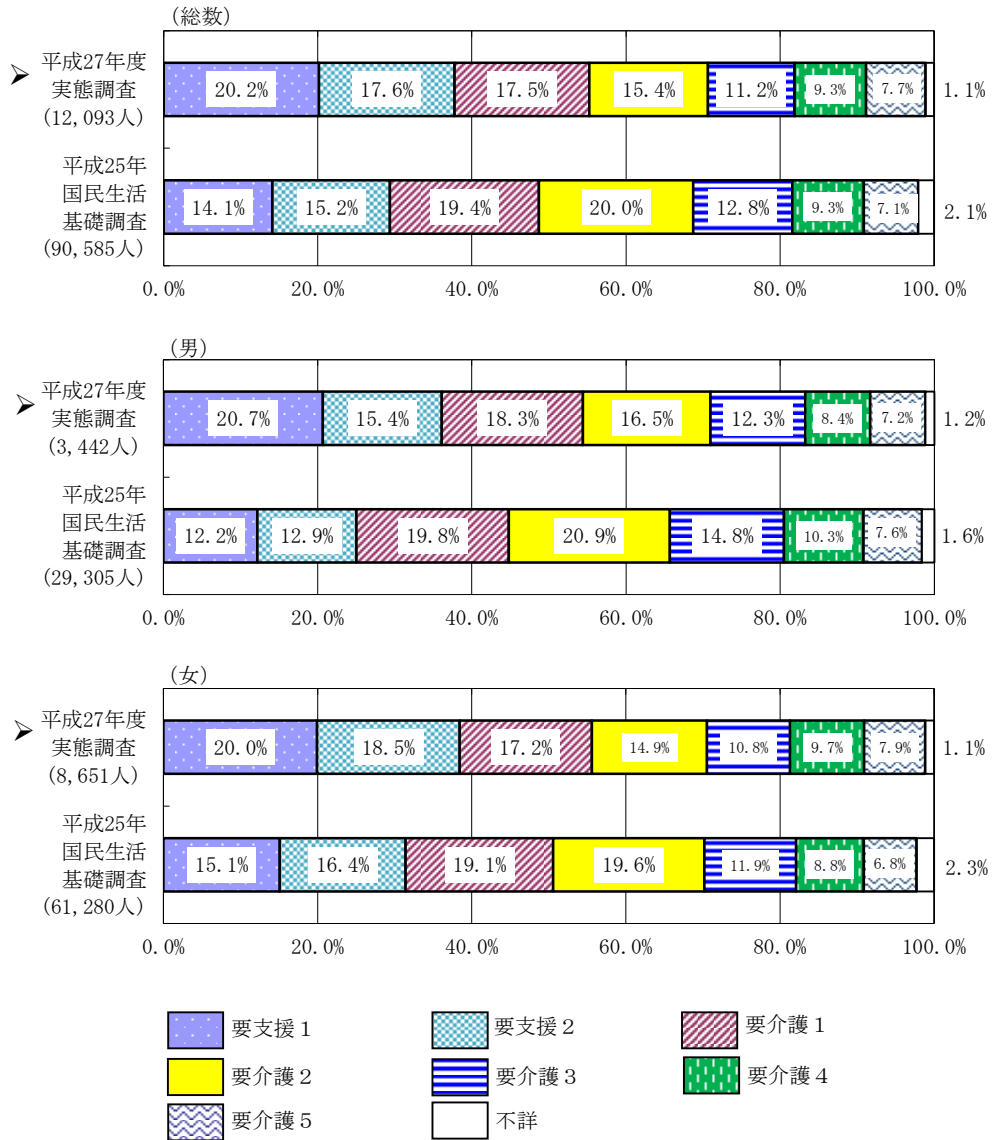 (総数)
➢ 平成27年度
実態調査
(12,093人)
20.2% 17.6% 17.5% 15.4% 11.2% 9.3% 7.7% 1.1%
平成25年
国民生活
基礎調査
(90,585人)
14.1% 15.2% 19.4% 20.0% 12.8% 9.3% 7.1% 2.1%
0.0% 20.0% 40.0% 60.0% 80.0% 100.0%
(男)
➢ 平成27年度
実態調査
(3,442人)
20.7% 15.4% 18.3% 16.5% 12.3% 8.4% 7.2% 1.2%
平成25年
国民生活
基礎調査
(29,305人)
12.2% 12.9% 19.8% 20.9% 14.8% 10.3% 7.6% 1.6%
0.0% 20.0% 40.0% 60.0% 80.0% 100.0%
(女)
➢ 平成27年度
実態調査
(8,651人)
20.0% 18.5% 17.2% 14.9% 10.8% 9.7% 7.9% 1.1%
平成25年
国民生活
基礎調査
(61,280人)
15.1% 16.4% 19.1% 19.6% 11.9% 8.8% 6.8% 2.3%
0.0% 20.0% 40.0% 60.0% 80.0% 100.0%
要支援1 要支援2 要介護1
要介護2 要介護3 要介護4
要介護5 不詳